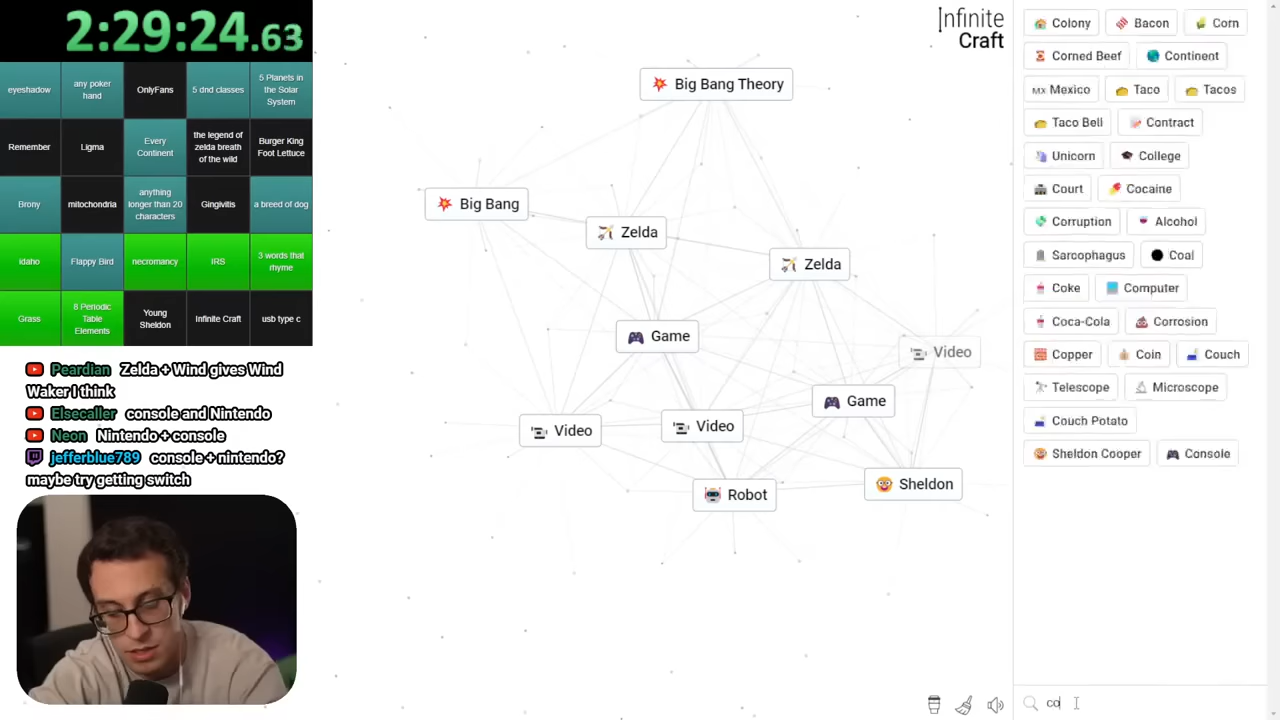 2:29:24.63
eyeshadow
any poker
hand
OnlyFans
5 dnd classes
5 Planets in
the Solar
System
Remember
Ligma
Every
Continent
the legend of
zelda breath
of the wild
Burger King
Foot Lettuce
Brony
mitochondria
anything
longer than 20
characters
Gingivitis
a breed of dog
idaho
Flappy Bird
necromancy
IRS
3 words that
rhyme
Grass
8 Periodic
Table
Elements
Young
Sheldon
Infinite Craft
usb type c
Peardian Zelda + Wind gives Wind
Waker I think
Elsecaller console and Nintendo
Neon Nintendo + console
jefferblue789 console + nintendo?
maybe try getting switch
Infinite
Craft
Big Bang Theory
Big Bang
Zelda
Zelda
Game
Video
Game
Video
Video
Sheldon
Robot
Colony
Bacon
Corn
Corned Beef
Continent
MX Mexico
Taco
Tacos
Taco Bell
Contract
Unicorn
College
Court
Cocaine
Corruption
Alcohol
Sarcophagus
Coal
Coke
Computer
Coca-Cola
Corrosion
Copper
Coin
Couch
Telescope
Microscope
Couch Potato
Sheldon Cooper
Console
co